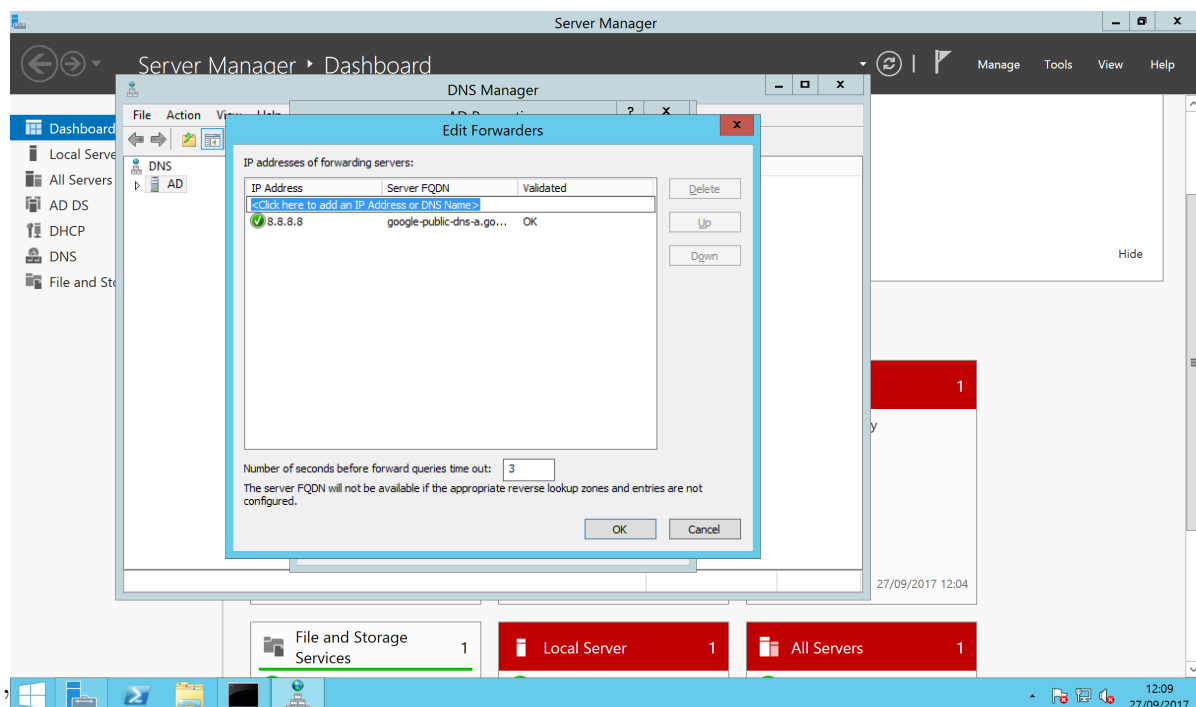 Server Manager
Server Manager • Dashboard
Manage Tools View Help
DNS Manager
File Action View Help
Edit Forwarders
Dashboard
Local Serve
All Servers
AD DS
DHCP
DNS
File and Sto
DNS
AD
IP addresses of forwarding servers:
IP Address Server FQDN Validated
<Click here to add an IP Address or DNS Name>
8.8.8.8 google-public-dns-a.go... OK
Delete
Up
Down
Number of seconds before forward queries time out: 3
The server FQDN will not be available if the appropriate reverse lookup zones and entries are not
configured.
OK Cancel
Hide
1
y
27/09/2017 12:04
File and Storage
Services 1
Local Server 1
All Servers 1
12:09
27/09/2017